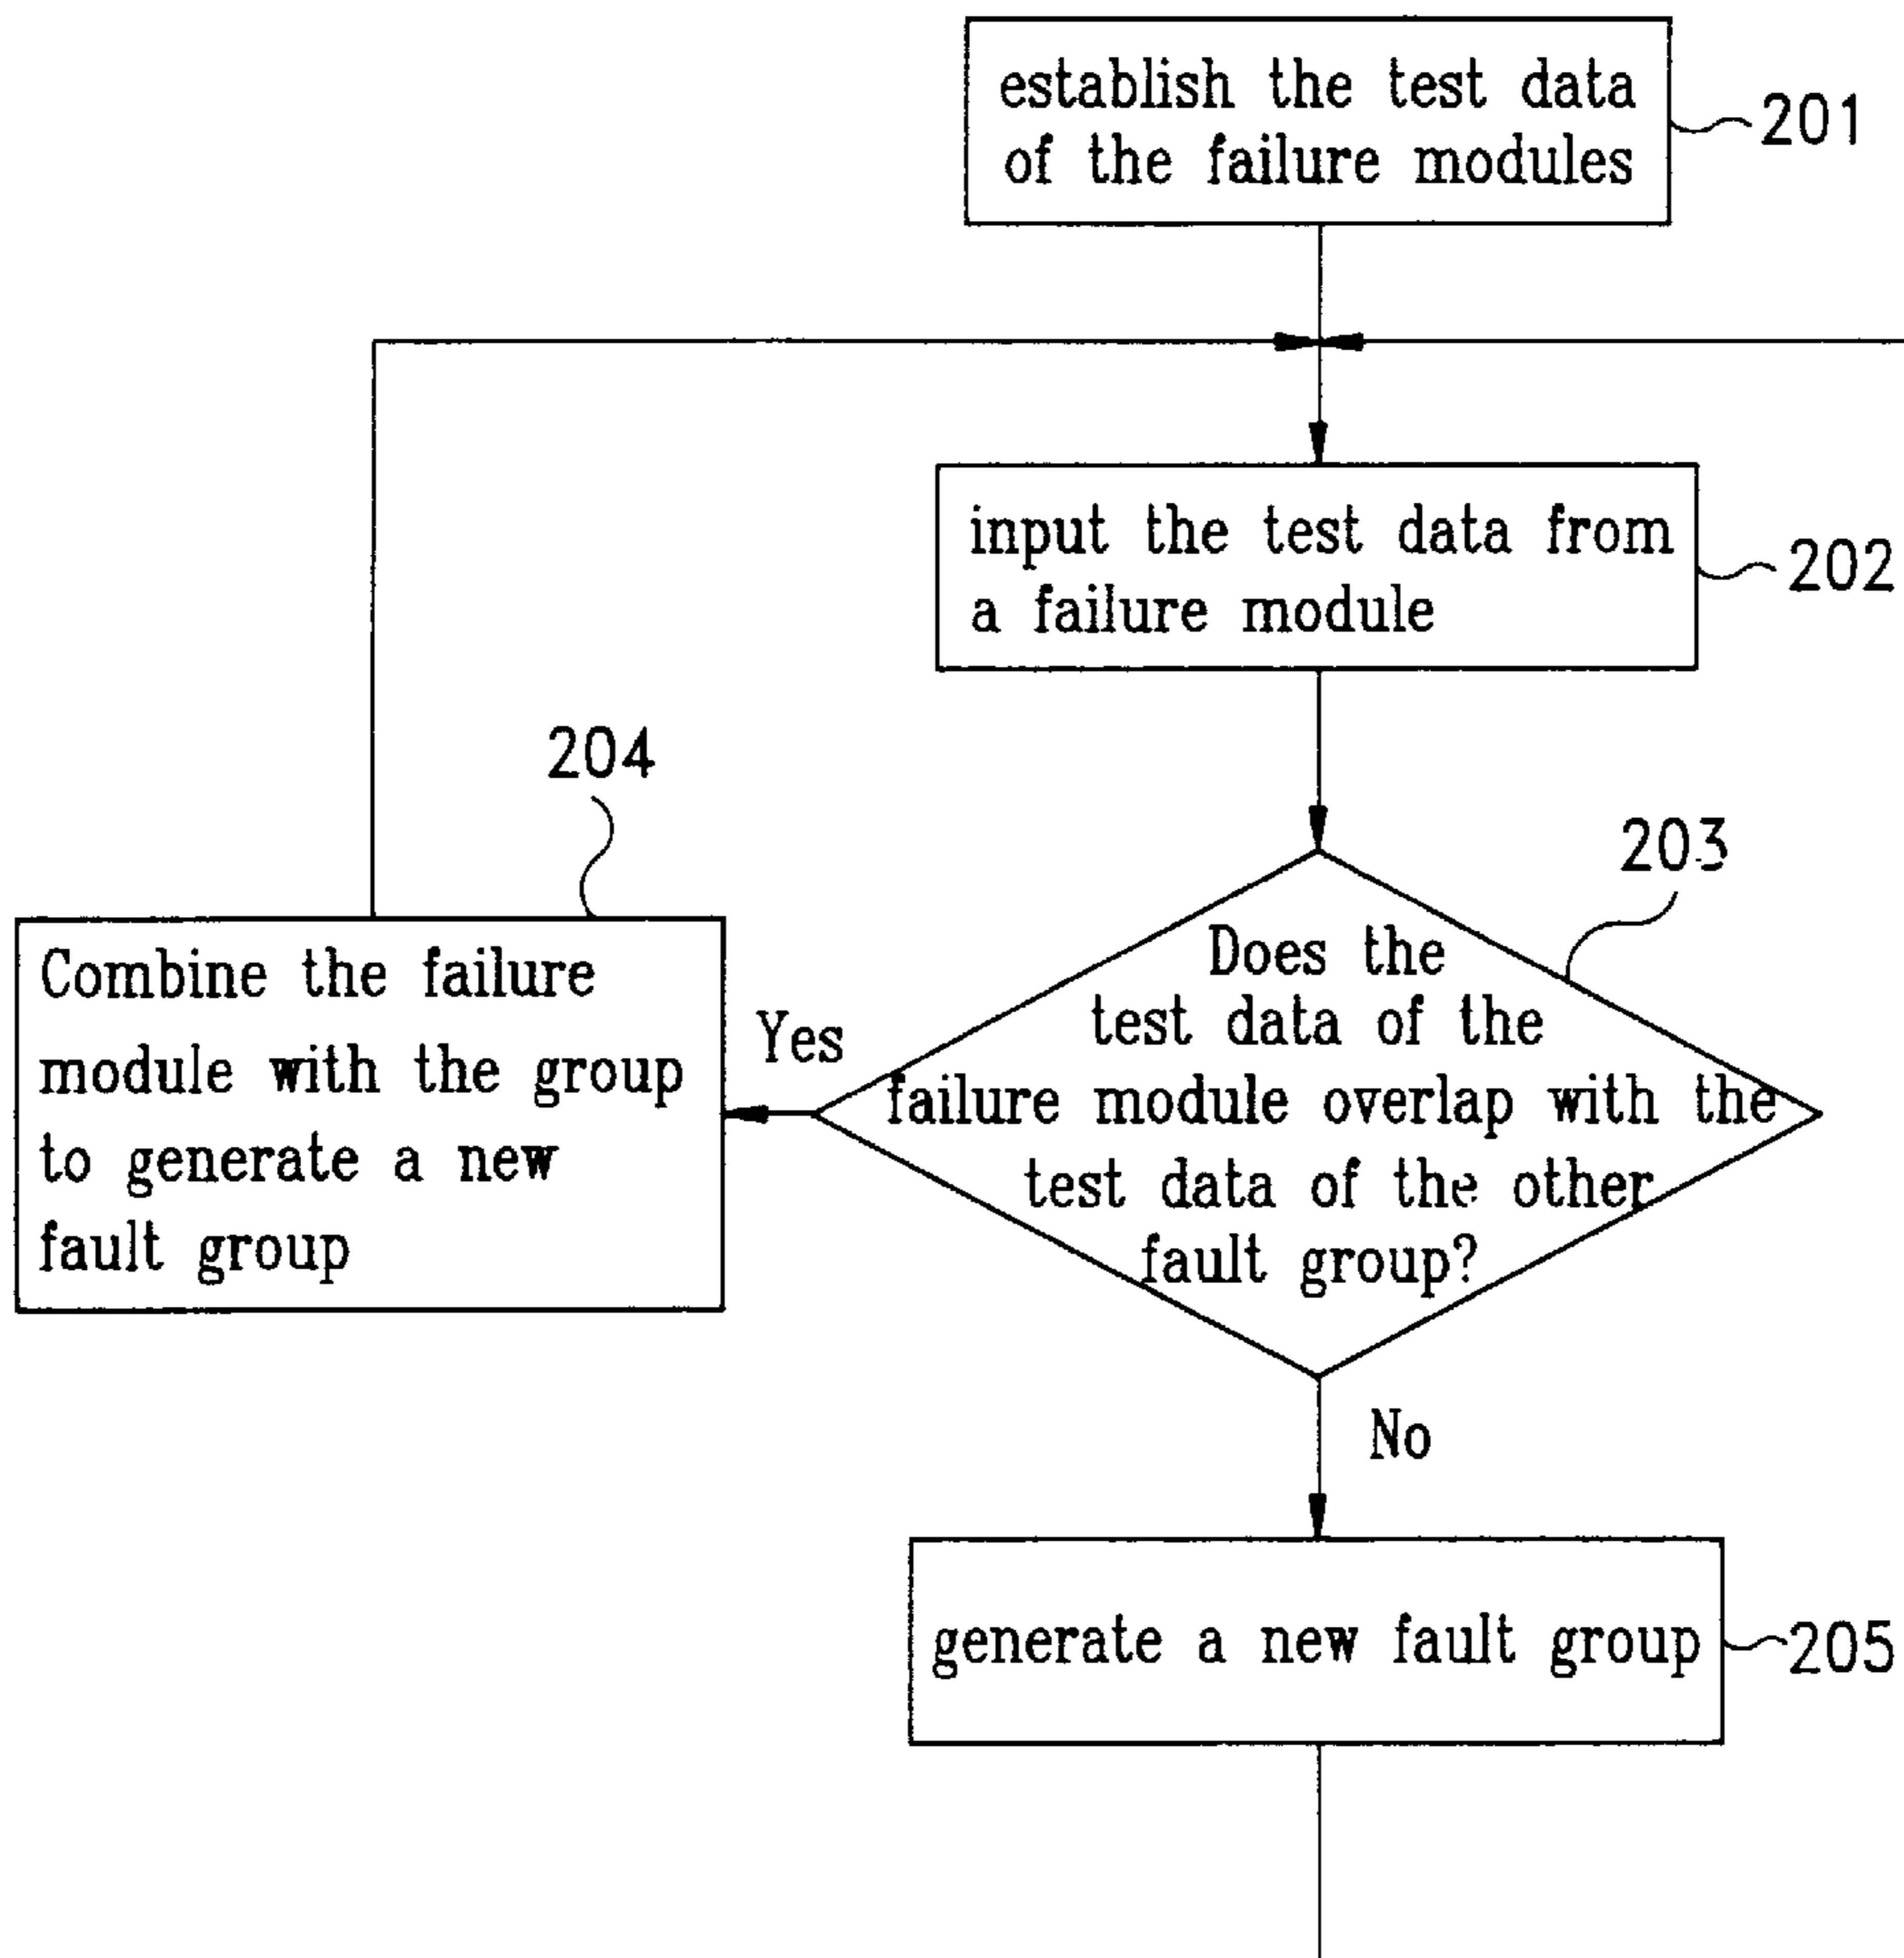 establish the test data
of the failure modules
201
input the test data from
a failure module
202
204
203
Combine the failure
module with the group
to generate a new
fault group
Yes
Does the
test data of the
failure module overlap with the
test data of the other
fault group?
No
generate a new fault group
205